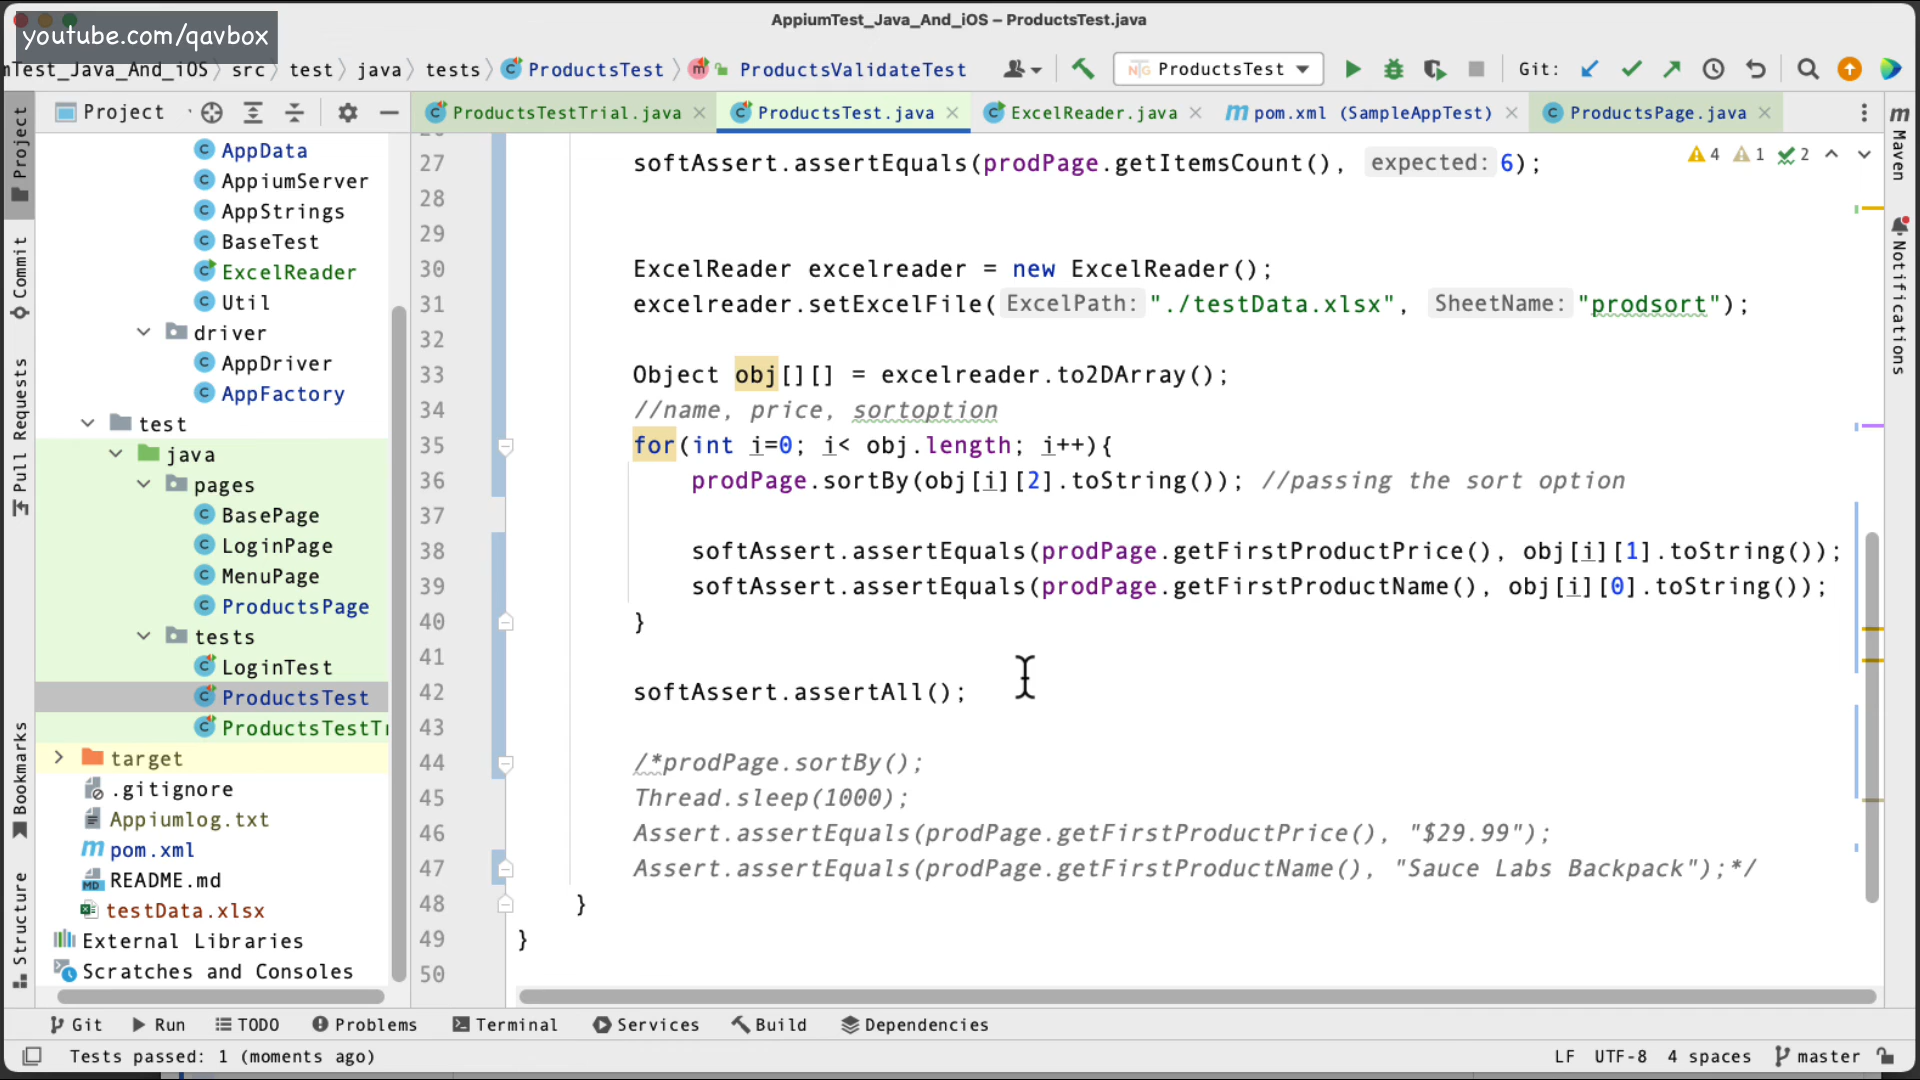 AppiumTest_Java_And_iOS – ProductsTest.java
youtube.com/qavbox
mTest_Java_And_iOS 〉 src 〉 test 〉 java 〉 tests 〉 ProductsTest 〉 ProductsValidateTest
ProductsTest
Git:
Project
ProductsTestTrial.java
ProductsTest.java
ExcelReader.java
pom.xml (SampleAppTest)
ProductsPage.java
Project
Commit
Pull Requests
Bookmarks
Structure
AppData
AppiumServer
AppStrings
BaseTest
ExcelReader
Util
driver
AppDriver
AppFactory
test
java
pages
BasePage
LoginPage
MenuPage
ProductsPage
tests
LoginTest
ProductsTest
ProductsTestTr
target
.gitignore
Appiumlog.txt
pom.xml
README.md
testData.xlsx
External Libraries
Scratches and Consoles
4 1 2
27 softAssert.assertEquals(prodPage.getItemsCount(), expected: 6);
28
29
30 ExcelReader excelreader = new ExcelReader();
31 excelreader.setExcelFile( ExcelPath: "./testData.xlsx", SheetName: "prodsort");
32
33 Object obj[][] = excelreader.to2DArray();
34 //name, price, sortoption
35 for(int i=0; i< obj.length; i++){
36 prodPage.sortBy(obj[i][2].toString()); //passing the sort option
37
38 softAssert.assertEquals(prodPage.getFirstProductPrice(), obj[i][1].toString());
39 softAssert.assertEquals(prodPage.getFirstProductName(), obj[i][0].toString());
40 }
41
42 softAssert.assertAll();
43
44 /*prodPage.sortBy();
45 Thread.sleep(1000);
46 Assert.assertEquals(prodPage.getFirstProductPrice(), "$29.99");
47 Assert.assertEquals(prodPage.getFirstProductName(), "Sauce Labs Backpack");*/
48 }
49 }
50
Maven
Notifications
Git Run TODO Problems Terminal Services Build Dependencies
Tests passed: 1 (moments ago)
LF UTF-8 4 spaces master